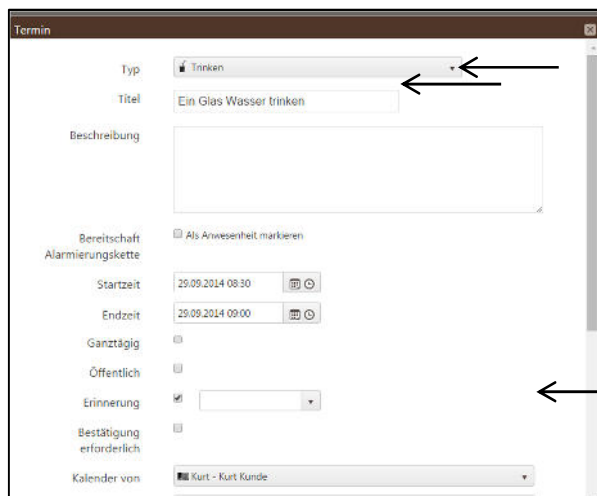 Termin
Typ Trinken
Titel Ein Glas Wasser trinken
Beschreibung
Bereitschaft Als Anwesenheit markieren
Alarmierungskette
Startzeit 29.09.2014 08:30
Endzeit 29.09.2014 09:00
Ganztägig
Öffentlich
Erinnerung
Bestätigung
erforderlich
Kalender von Kurt - Kurt Kunde